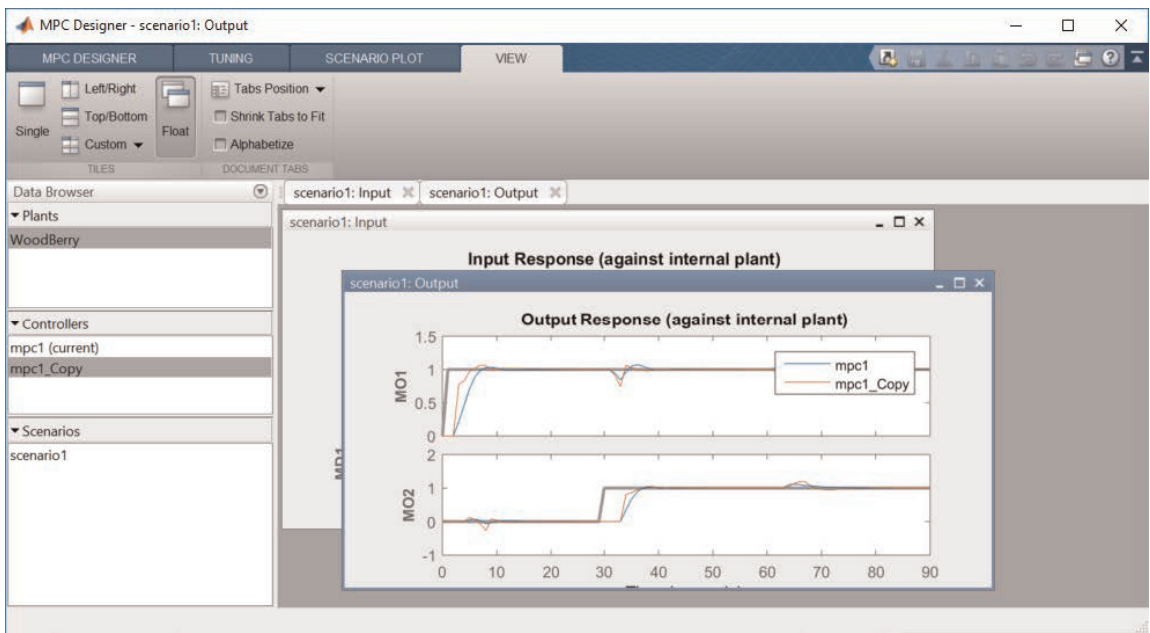 MPC Designer - scenario1: Output
MPC DESIGNER TUNING SCENARIO PLOT VIEW
Single
Left/Right
Top/Bottom
Custom
Float
TILES
Tabs Position
Shrink Tabs to Fit
Alphabetize
DOCUMENT TABS
Data Browser
Plants
WoodBerry
Controllers
mpc1 (current)
mpc1_Copy
Scenarios
scenario1
scenario1: Input scenario1: Output
scenario1: Input
Input Response (against internal plant)
scenario1: Output
Output Response (against internal plant)
MO1
1.5
1
0.5
0
mpc1
mpc1_Copy
MO2
2
1
0
-1
0 10 20 30 40 50 60 70 80 90